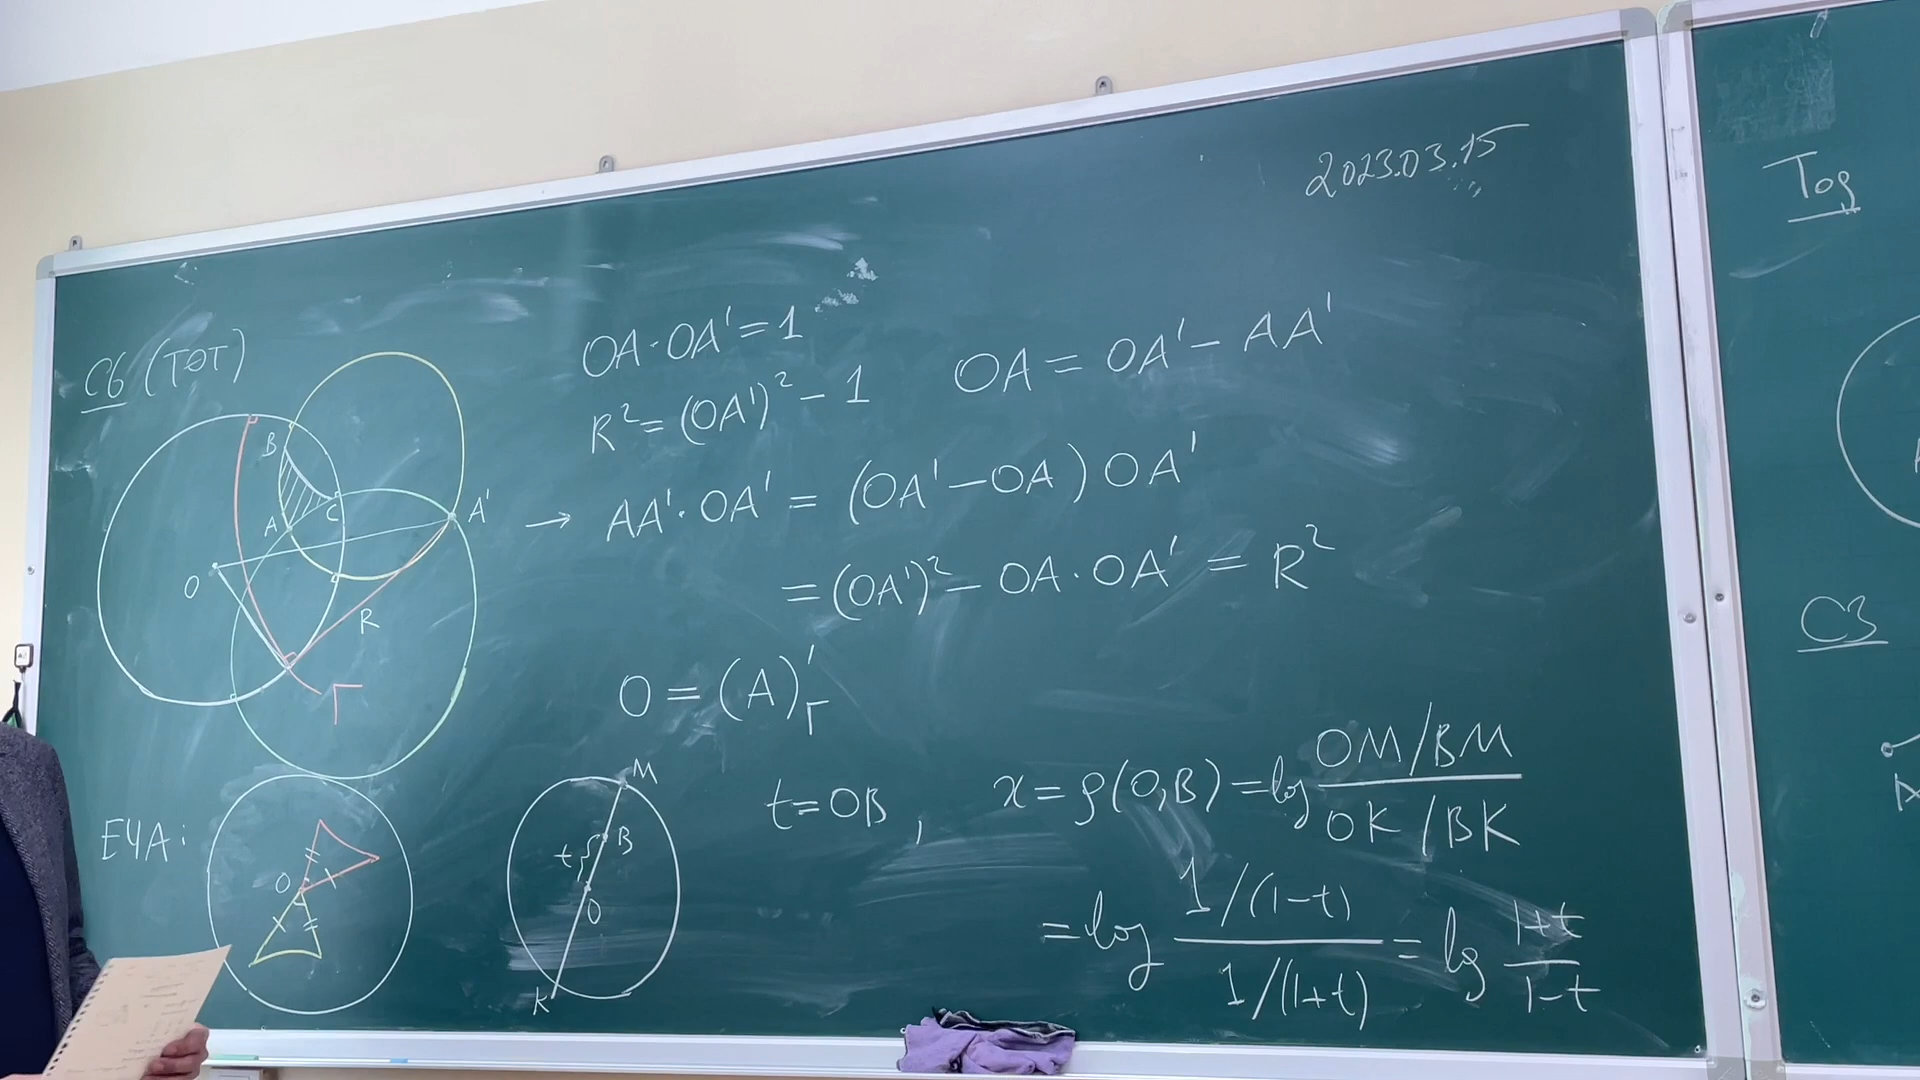 2023.03.15
C6 (TΘT)
B
A
C
A'
O
R
Γ
OA·OA'=1
R²=(OA')²-1
OA = OA'- AA'
→ AA'·OA' = (OA'-OA) OA'
=(OA')²- OA·OA' = R²
O = (A)'_Γ
E4A:
O
M
B
t
O
K
t=OB, x=ρ(O,B)=log (OM/BM)/(OK/BK)
=log (1/(1-t))/(1/(1+t)) = lg (1+t)/(1-t)
Tog
C3